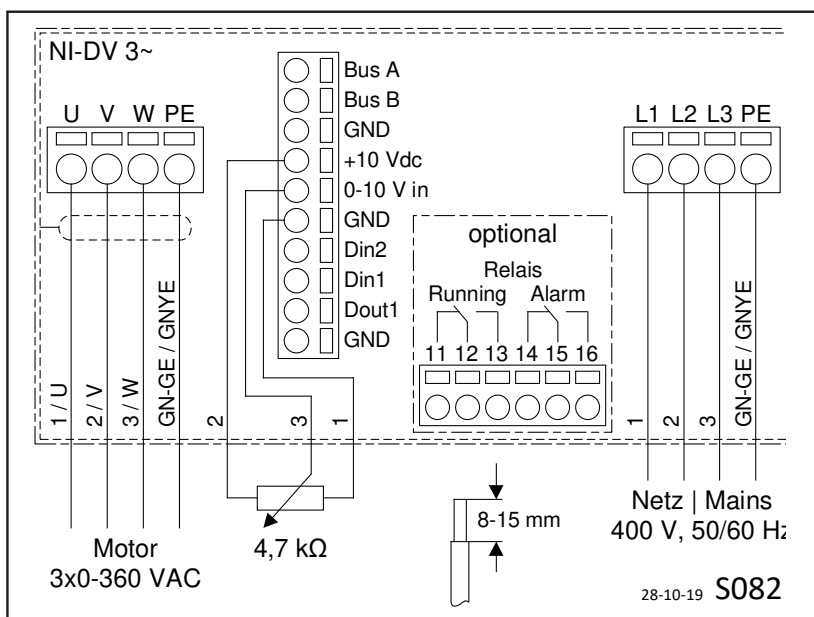 NI-DV 3~
U V W PE
Bus A
Bus B
GND
+10 Vdc
0-10 V in
GND
Din2
Din1
Dout1
GND
L1 L2 L3 PE
optional
Relais
Running Alarm
11 12 13 14 15 16
1 / U
2 / V
3 / W
GN-GE / GNYE
2
3
1
1
2
3
GN-GE / GNYE
Motor
3x0-360 VAC
4,7 kΩ
8-15 mm
Netz | Mains
400 V, 50/60 Hz
28-10-19 S082